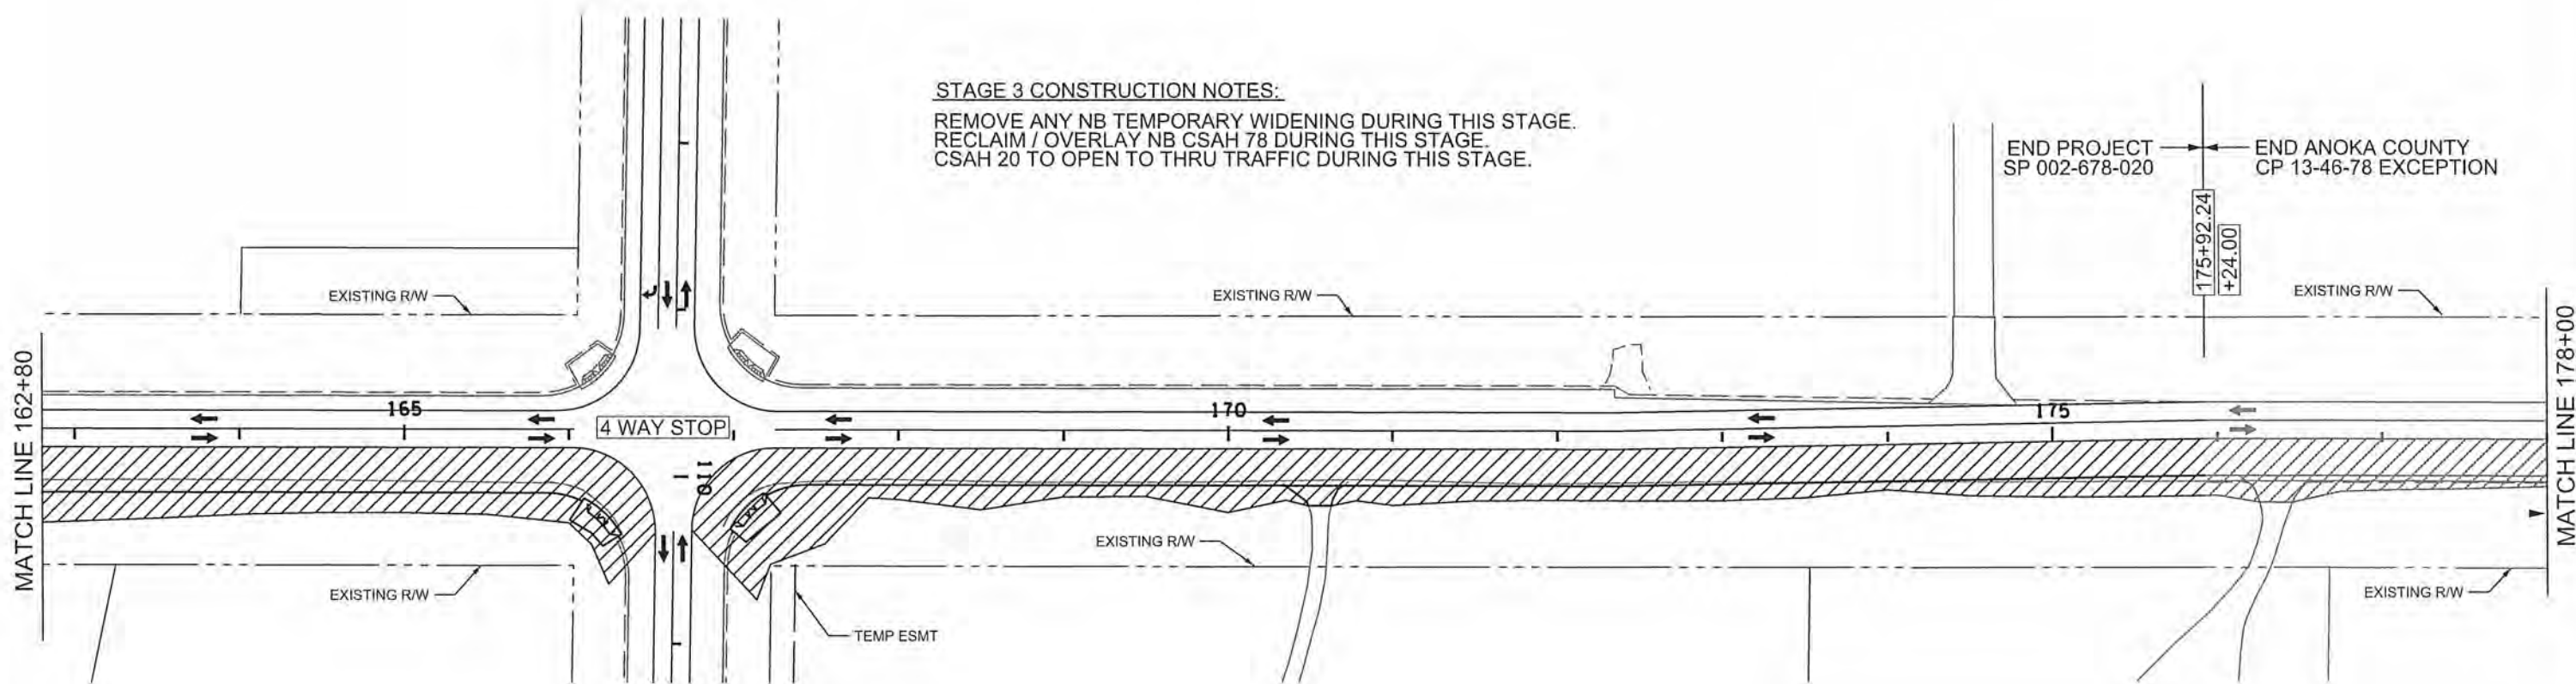 STAGE 3 CONSTRUCTION NOTES:
REMOVE ANY NB TEMPORARY WIDENING DURING THIS STAGE.
RECLAIM / OVERLAY NB CSAH 78 DURING THIS STAGE.
CSAH 20 TO OPEN TO THRU TRAFFIC DURING THIS STAGE.
END PROJECT
SP 002-678-020
END ANOKA COUNTY
CP 13-46-78 EXCEPTION
175+92.24
+24.00
EXISTING R/W
EXISTING R/W
EXISTING R/W
MATCH LINE 162+80
165
4 WAY STOP
170
175
MATCH LINE 178+00
110
EXISTING R/W
EXISTING R/W
EXISTING R/W
TEMP ESMT